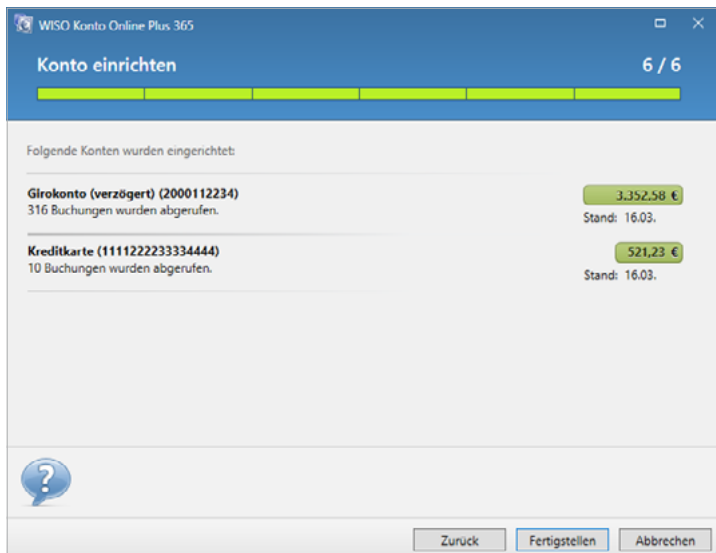 WISO Konto Online Plus 365
Konto einrichten 6 / 6
Folgende Konten wurden eingerichtet:
Girokonto (verzögert) (2000112234) 3.352,58 €
316 Buchungen wurden abgerufen. Stand: 16.03.
Kreditkarte (1111222233334444) 521,23 €
10 Buchungen wurden abgerufen. Stand: 16.03.
?
Zurück Fertigstellen Abbrechen